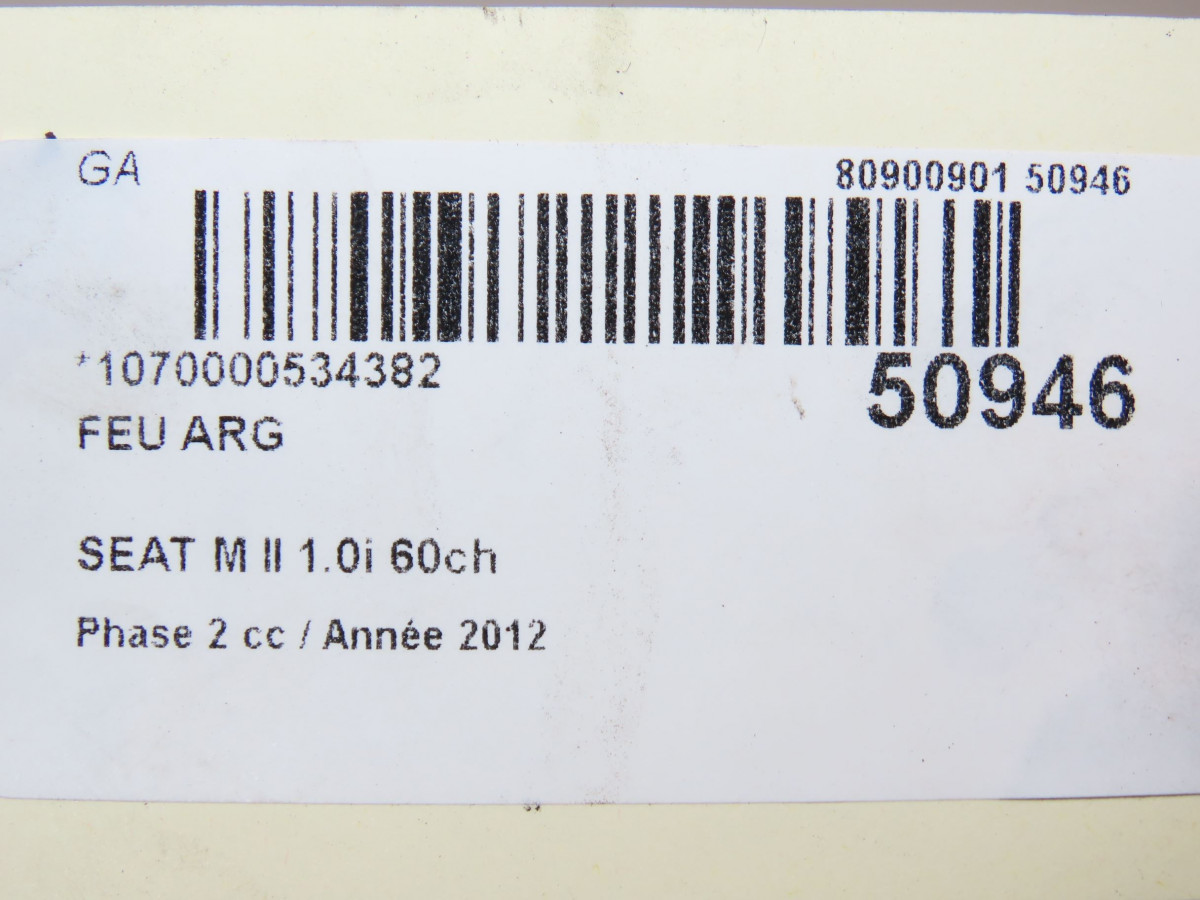 GA
80900901 50946
*1070000534382
50946
FEU ARG
SEAT M II 1.0i 60ch
Phase 2 cc / Année 2012